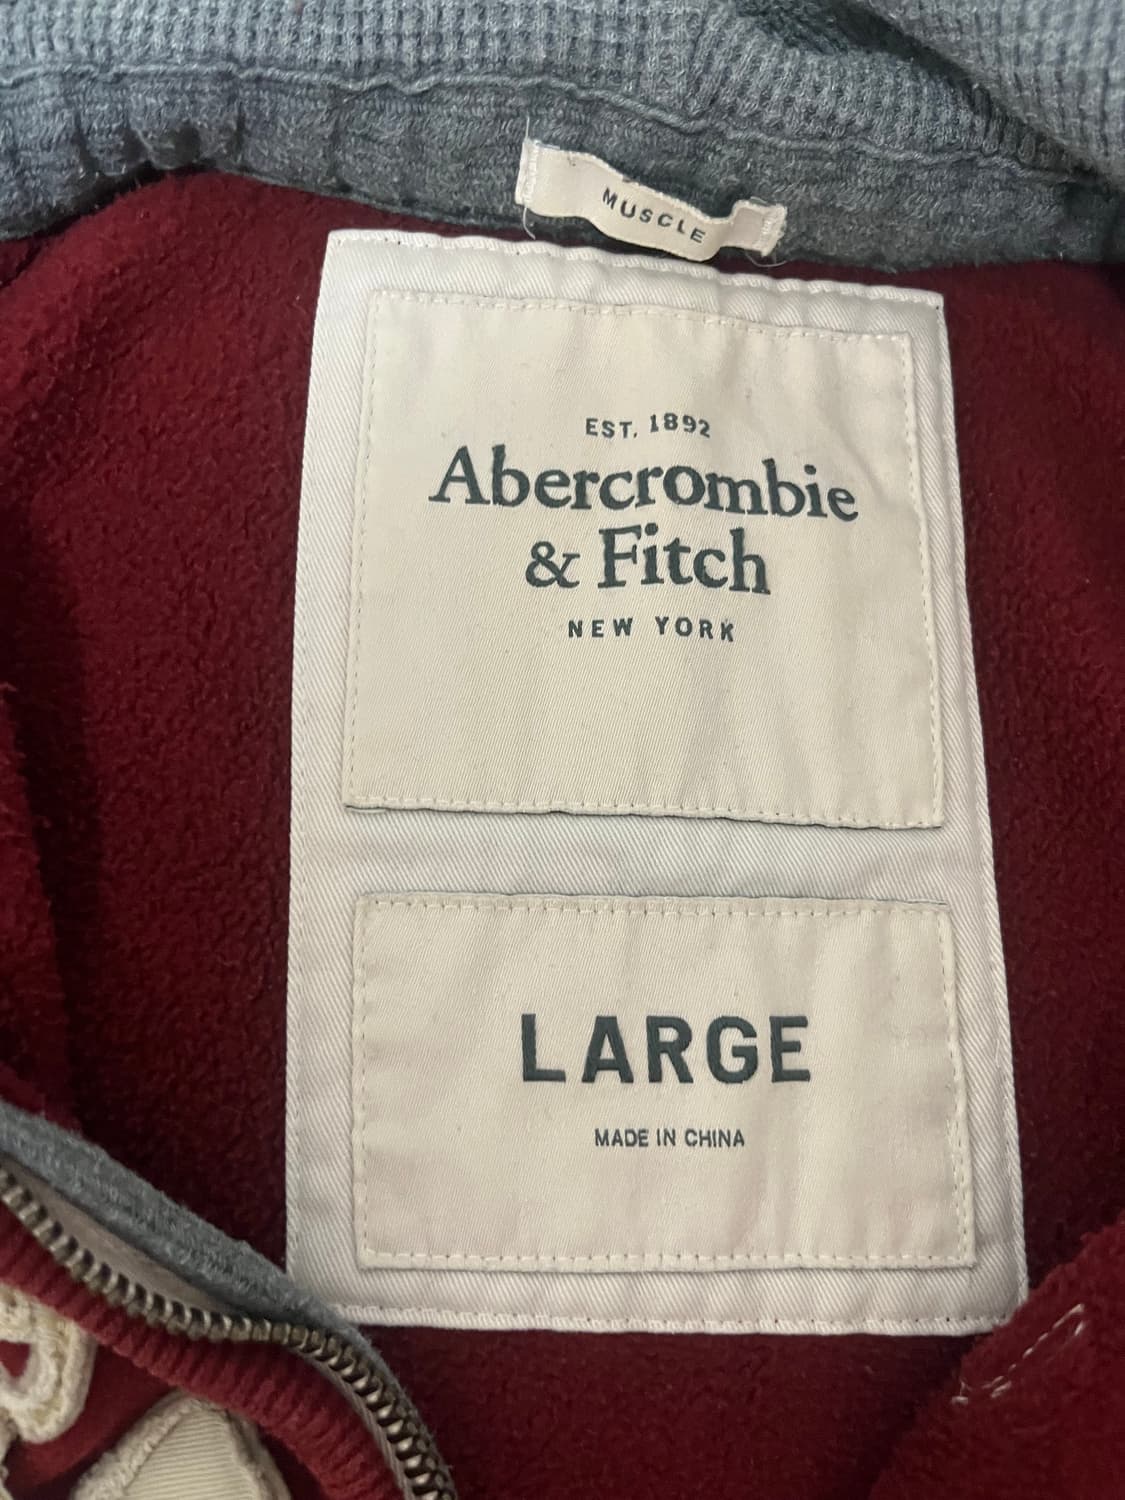 MUSCLE
EST. 1892
Abercrombie
& Fitch
NEW YORK
LARGE
MADE IN CHINA